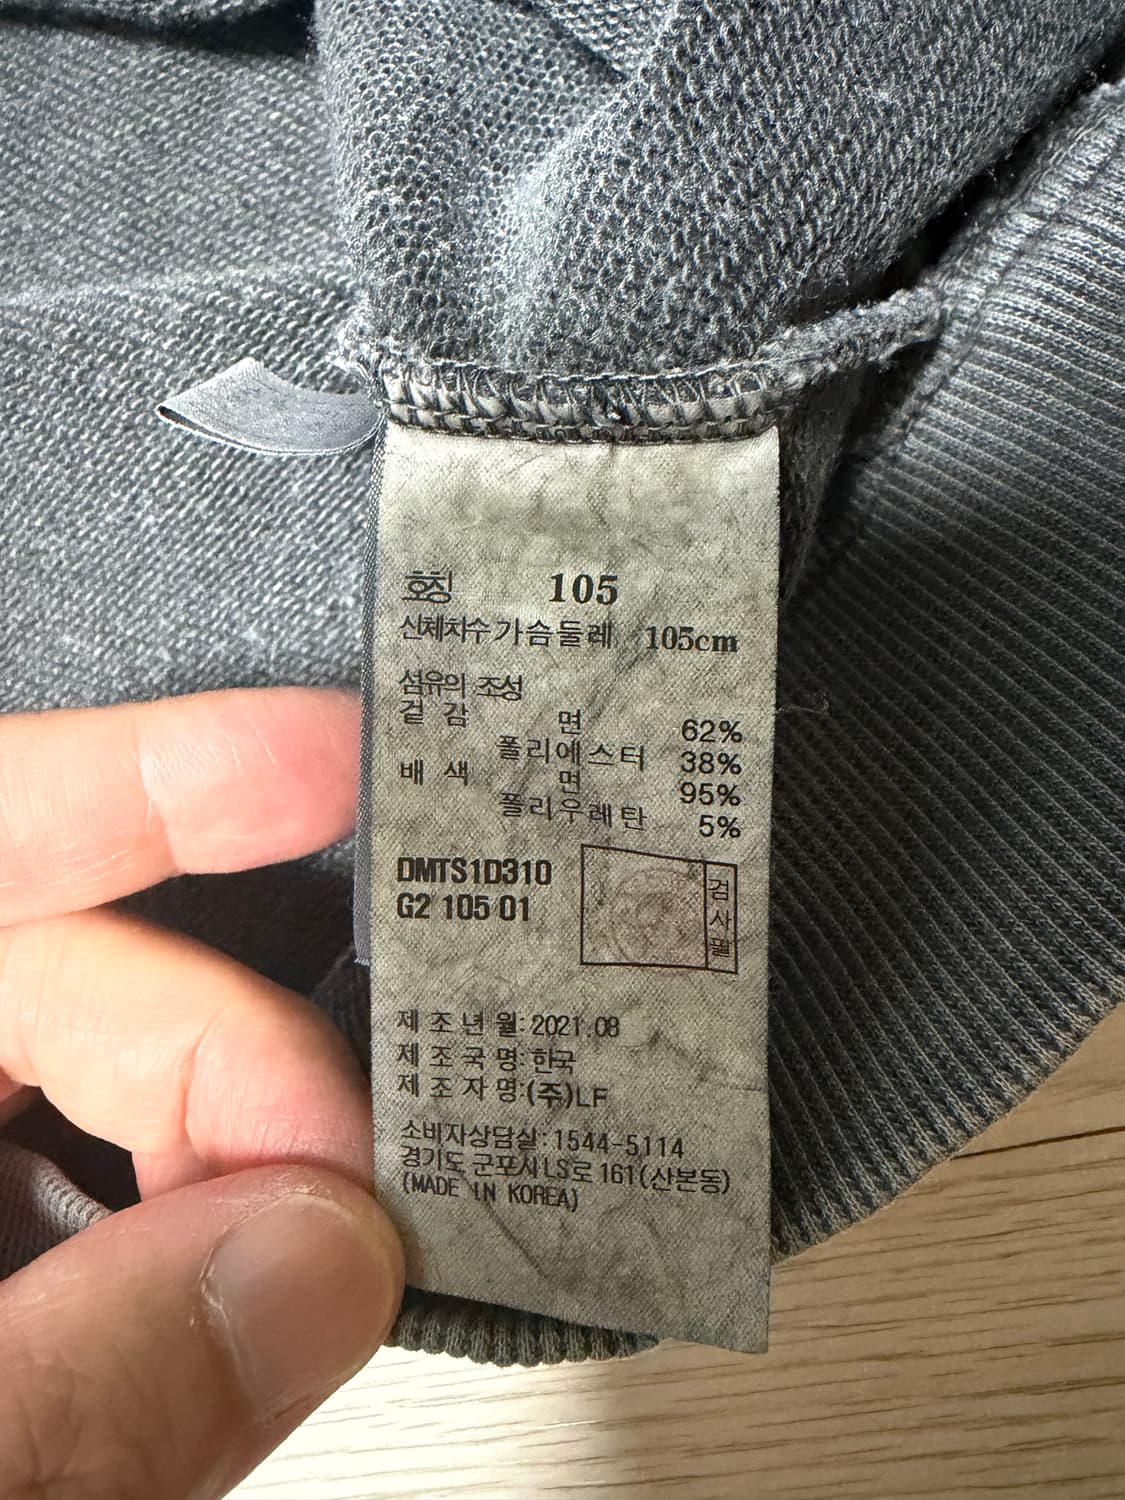 호칭 105
신체치수 가슴둘레 105cm
섬유의 조성
겉감 면 62%
폴리에스터 38%
배색 면 95%
폴리우레탄 5%
DMTS1D310
G2 105 01
검사필
제조년월: 2021.08
제조국명: 한국
제조자명: (주)LF
소비자상담실: 1544-5114
경기도 군포시 LS로 161(산본동)
(MADE IN KOREA)